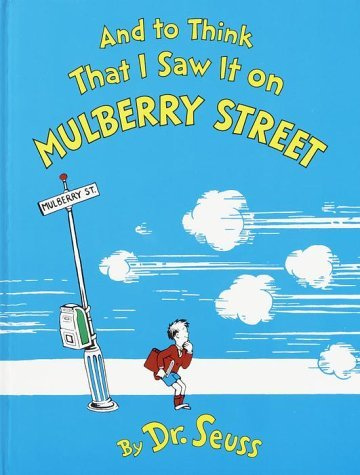 And to Think
That I Saw It on
MULBERRY STREET
MULBERRY ST.
By Dr. Seuss